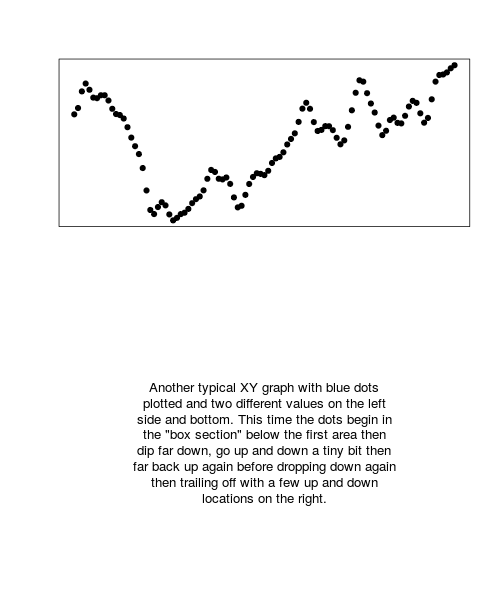 Another typical XY graph with blue dots
plotted and two different values on the left
side and bottom. This time the dots begin in
the "box section" below the first area then
dip far down, go up and down a tiny bit then
far back up again before dropping down again
then trailing off with a few up and down
locations on the right.